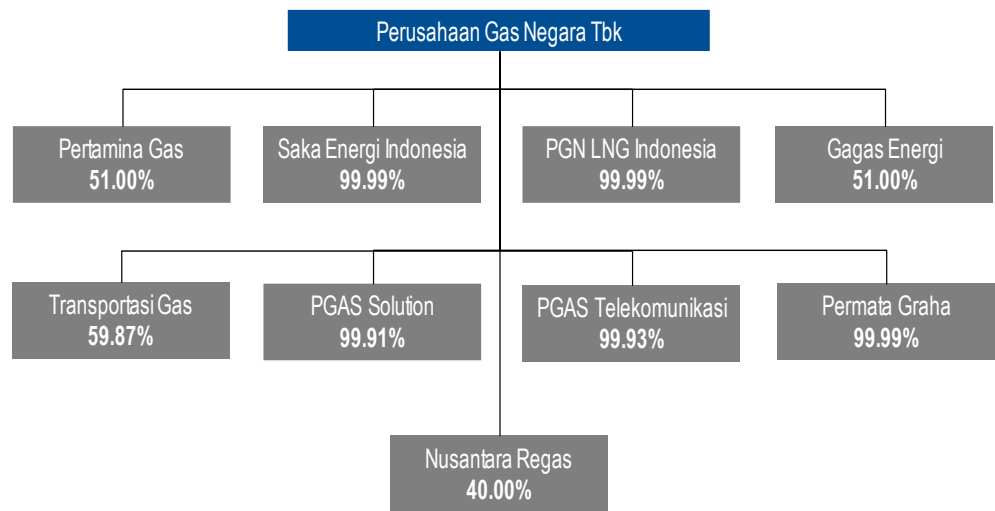 Perusahaan Gas Negara Tbk
Pertamina Gas
51.00%
Saka Energi Indonesia
99.99%
PGN LNG Indonesia
99.99%
Gagas Energi
51.00%
Transportasi Gas
59.87%
PGAS Solution
99.91%
PGAS Telekomunikasi
99.93%
Permata Graha
99.99%
Nusantara Regas
40.00%